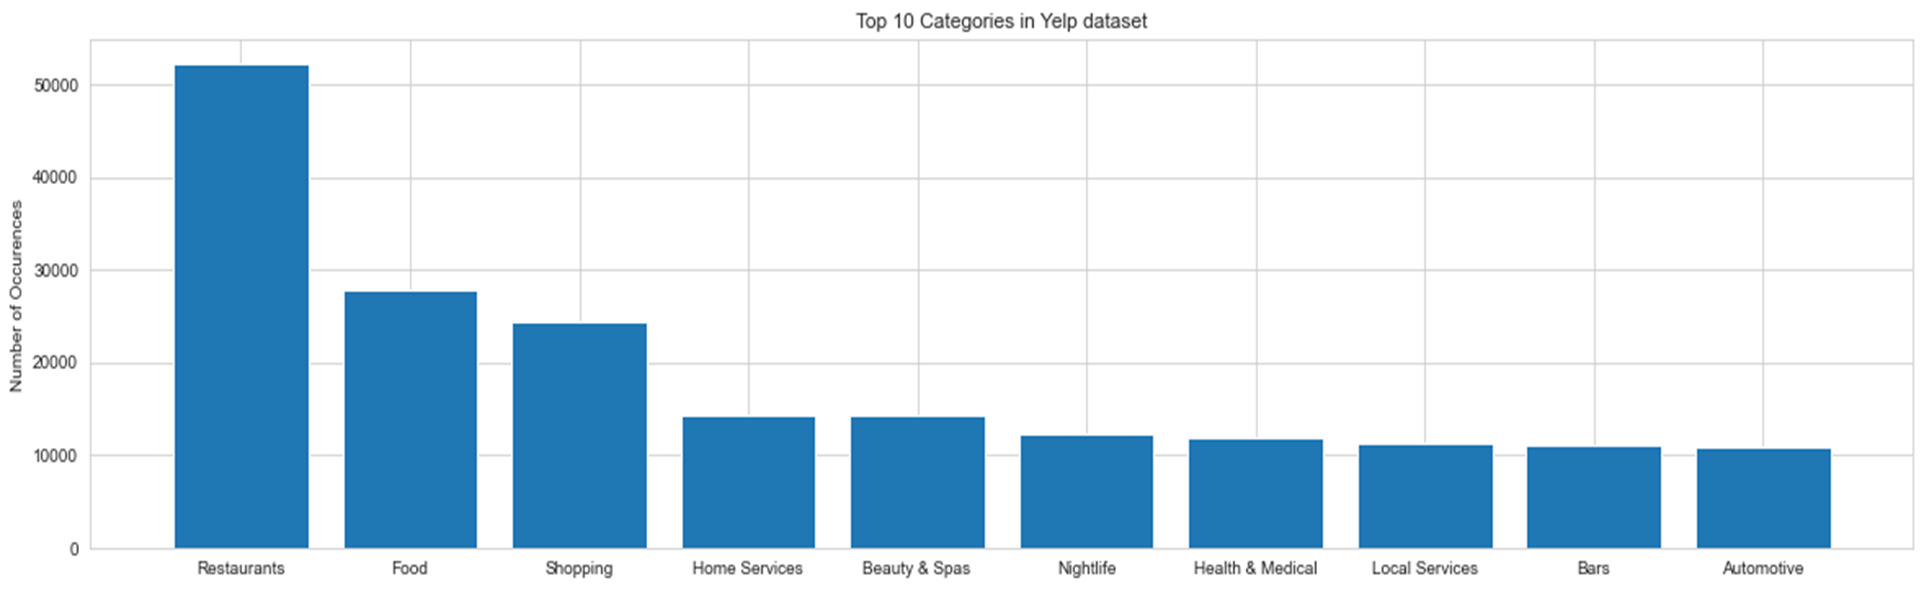 Top 10 Categories in Yelp dataset
Number of Occurences
50000
40000
30000
20000
10000
0
Restaurants Food Shopping Home Services Beauty & Spas Nightlife Health & Medical Local Services Bars Automotive